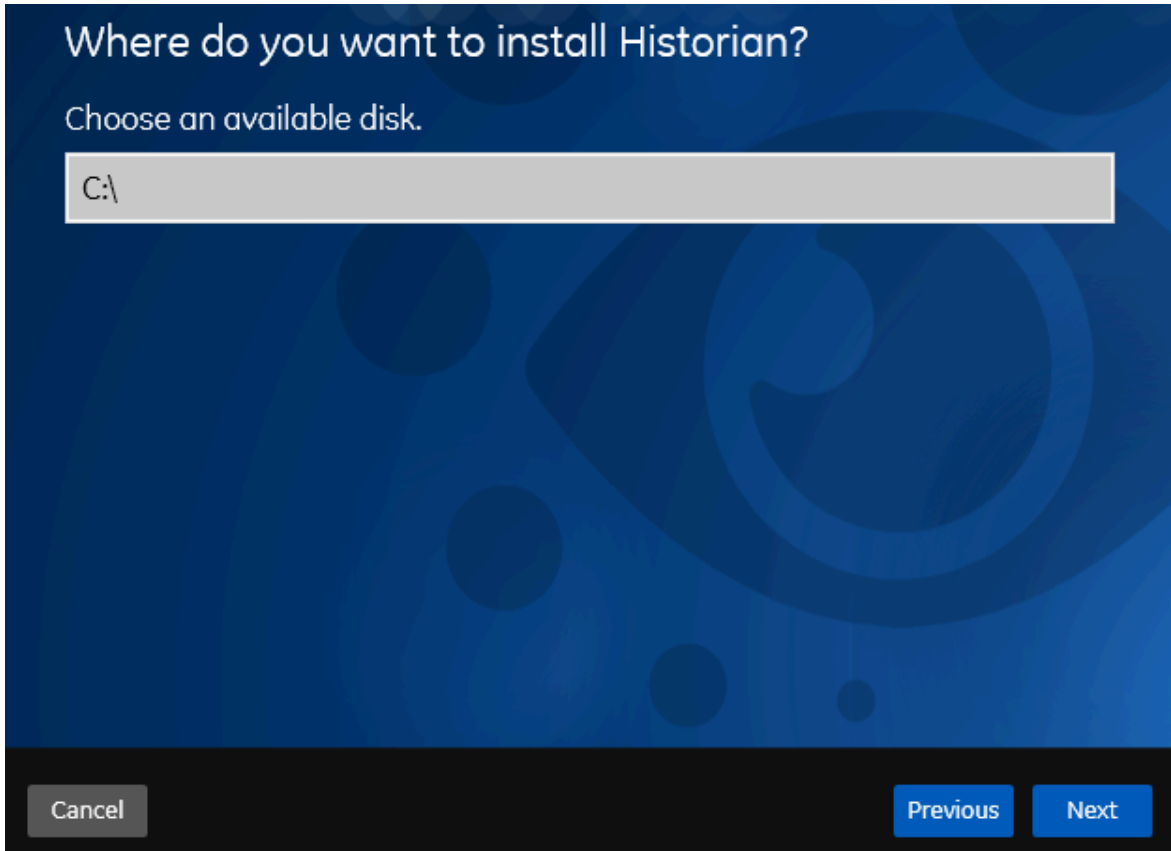 Where do you want to install Historian?
Choose an available disk.
C:\
Cancel
Previous
Next